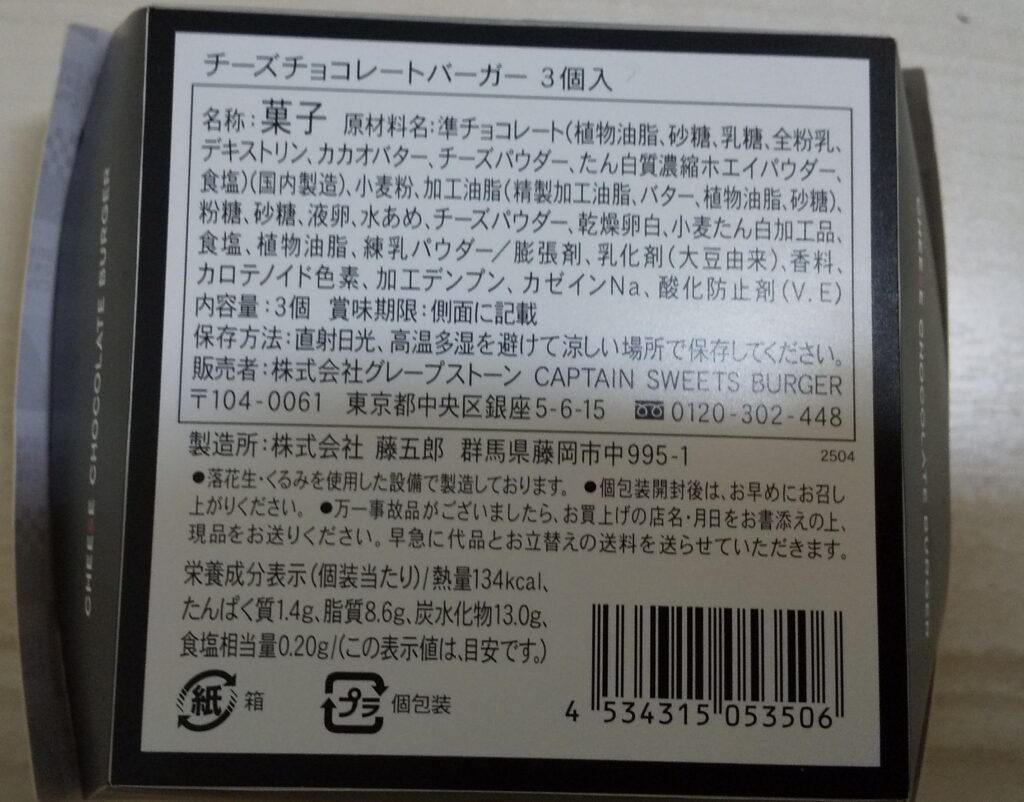 チーズチョコレートバーガー 3個入
名称:菓子 原材料名:準チョコレート(植物油脂、砂糖、乳糖、全粉乳、
デキストリン、カカオバター、チーズパウダー、たん白質濃縮ホエイパウダー、
食塩)(国内製造)、小麦粉、加工油脂(精製加工油脂、バター、植物油脂、砂糖)、
粉糖、砂糖、液卵、水あめ、チーズパウダー、乾燥卵白、小麦たん白加工品、
食塩、植物油脂、練乳パウダー/膨張剤、乳化剤(大豆由来)、香料、
カロテノイド色素、加工デンプン、カゼインNa、酸化防止剤(V.E)
内容量:3個 賞味期限:側面に記載
保存方法:直射日光、高温多湿を避けて涼しい場所で保存してください。
販売者:株式会社グレープストーン CAPTAIN SWEETS BURGER
〒104-0061 東京都中央区銀座5-6-15 0120-302-448
製造所:株式会社 藤五郎 群馬県藤岡市中995-1 2504
●落花生・くるみを使用した設備で製造しております。 ●個包装開封後は、お早めにお召し
上がりください。 ●万一事故品がございましたら、お買上げの店名・月日をお書添えの上、
現品をお送りください。早急に代品とお立替えの送料を送らせていただきます。
栄養成分表示(個装当たり)/熱量134kcal、
たんぱく質1.4g、脂質8.6g、炭水化物13.0g、
食塩相当量0.20g/(この表示値は、目安です。)
紙 箱 プラ 個包装
4 534315 053506
CHEESE CHOCOLATE BURGER
CHEESE CHOCOLATE BURGER